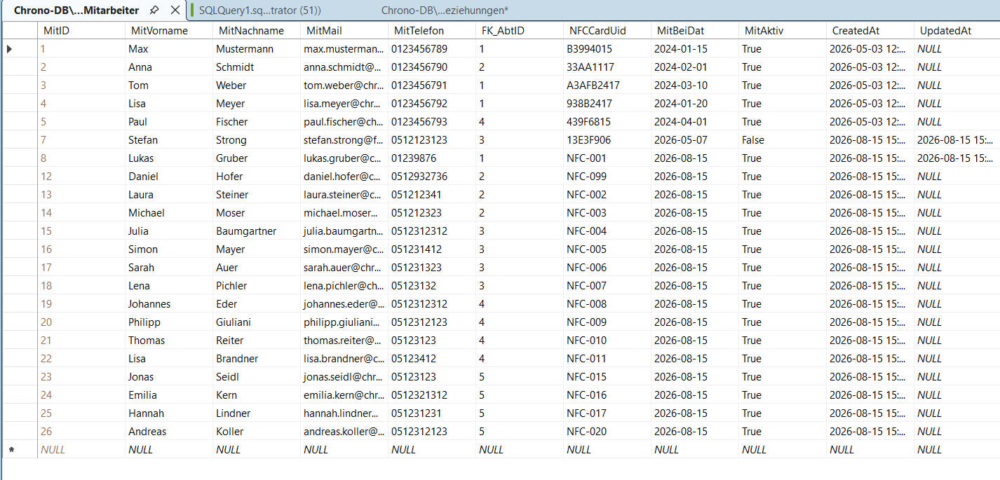 Chrono-DB\...Mitarbeiter SQLQuery1.sq...trator (51)) Chrono-DB\...eziehunngen*
MitID MitVorname MitNachname MitMail MitTelefon FK_AbtID NFCCardUid MitBeiDat MitAktiv CreatedAt UpdatedAt
1 Max Mustermann max.musterman... 0123456789 1 B3994015 2024-01-15 True 2026-05-03 12:... NULL
2 Anna Schmidt anna.schmidt@... 0123456790 2 33AA1117 2024-02-01 True 2026-05-03 12:... NULL
3 Tom Weber tom.weber@chr... 0123456791 1 A3AFB2417 2024-03-10 True 2026-05-03 12:... NULL
4 Lisa Meyer lisa.meyer@chr... 0123456792 1 938B2417 2024-01-20 True 2026-05-03 12:... NULL
5 Paul Fischer paul.fischer@ch... 0123456793 4 439F6815 2024-04-01 True 2026-05-03 12:... NULL
7 Stefan Strong stefan.strong@f... 0512123123 3 13E3F906 2026-05-07 False 2026-08-15 15:... 2026-08-15 15:...
8 Lukas Gruber lukas.gruber@c... 01239876 1 NFC-001 2026-08-15 True 2026-08-15 15:... 2026-08-15 15:...
12 Daniel Hofer daniel.hofer@c... 0512932736 2 NFC-099 2026-08-15 True 2026-08-15 15:... NULL
13 Laura Steiner laura.steiner@c... 051212341 2 NFC-002 2026-08-15 True 2026-08-15 15:... NULL
14 Michael Moser michael.moser... 051212323 2 NFC-003 2026-08-15 True 2026-08-15 15:... NULL
15 Julia Baumgartner julia.baumgartn... 0512312312 3 NFC-004 2026-08-15 True 2026-08-15 15:... NULL
16 Simon Mayer simon.mayer@c... 051231412 3 NFC-005 2026-08-15 True 2026-08-15 15:... NULL
17 Sarah Auer sarah.auer@chr... 051231323 3 NFC-006 2026-08-15 True 2026-08-15 15:... NULL
18 Lena Pichler lena.pichler@ch... 05123132 3 NFC-007 2026-08-15 True 2026-08-15 15:... NULL
19 Johannes Eder johannes.eder@... 0512312312 4 NFC-008 2026-08-15 True 2026-08-15 15:... NULL
20 Philipp Giuliani philipp.giuliani... 0512312123 4 NFC-009 2026-08-15 True 2026-08-15 15:... NULL
21 Thomas Reiter thomas.reiter@... 05123123 4 NFC-010 2026-08-15 True 2026-08-15 15:... NULL
22 Lisa Brandner lisa.brandner@c... 05123412 4 NFC-011 2026-08-15 True 2026-08-15 15:... NULL
23 Jonas Seidl jonas.seidl@chr... 05123123 5 NFC-015 2026-08-15 True 2026-08-15 15:... NULL
24 Emilia Kern emilia.kern@chr... 0512321312 5 NFC-016 2026-08-15 True 2026-08-15 15:... NULL
25 Hannah Lindner hannah.lindner... 051231231 5 NFC-017 2026-08-15 True 2026-08-15 15:... NULL
26 Andreas Koller andreas.koller@... 0512312123 5 NFC-020 2026-08-15 True 2026-08-15 15:... NULL
* NULL NULL NULL NULL NULL NULL NULL NULL NULL NULL NULL